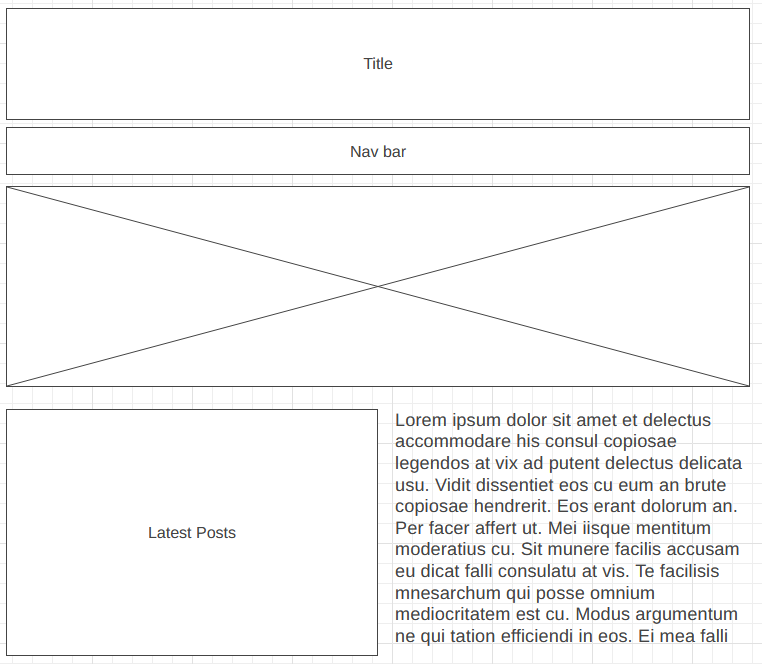 Title
Nav bar
Latest Posts
Lorem ipsum dolor sit amet et delectus
accommodare his consul copiosae
legendos at vix ad putent delectus delicata
usu. Vidit dissentiet eos cu eum an brute
copiosae hendrerit. Eos erant dolorum an.
Per facer affert ut. Mei iisque mentitum
moderatius cu. Sit munere facilis accusam
eu dicat falli consulatu at vis. Te facilisis
mnesarchum qui posse omnium
mediocritatem est cu. Modus argumentum
ne qui tation efficiendi in eos. Ei mea falli